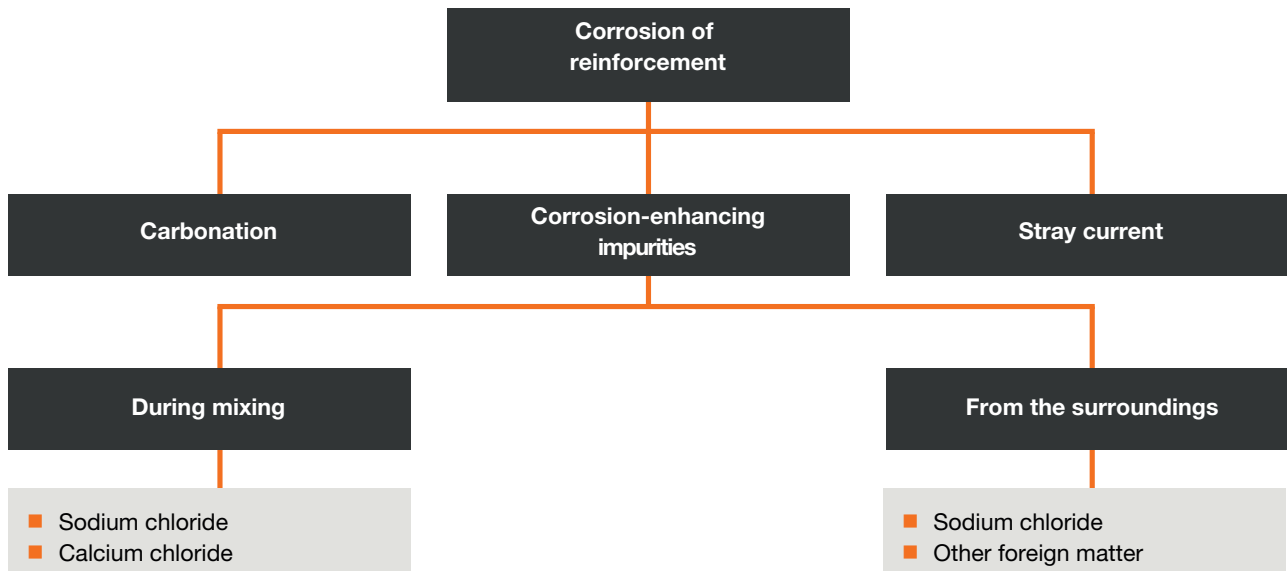 Corrosion of
reinforcement
Carbonation
Corrosion-enhancing
impurities
Stray current
During mixing
From the surroundings
Sodium chloride
Calcium chloride
Sodium chloride
Other foreign matter